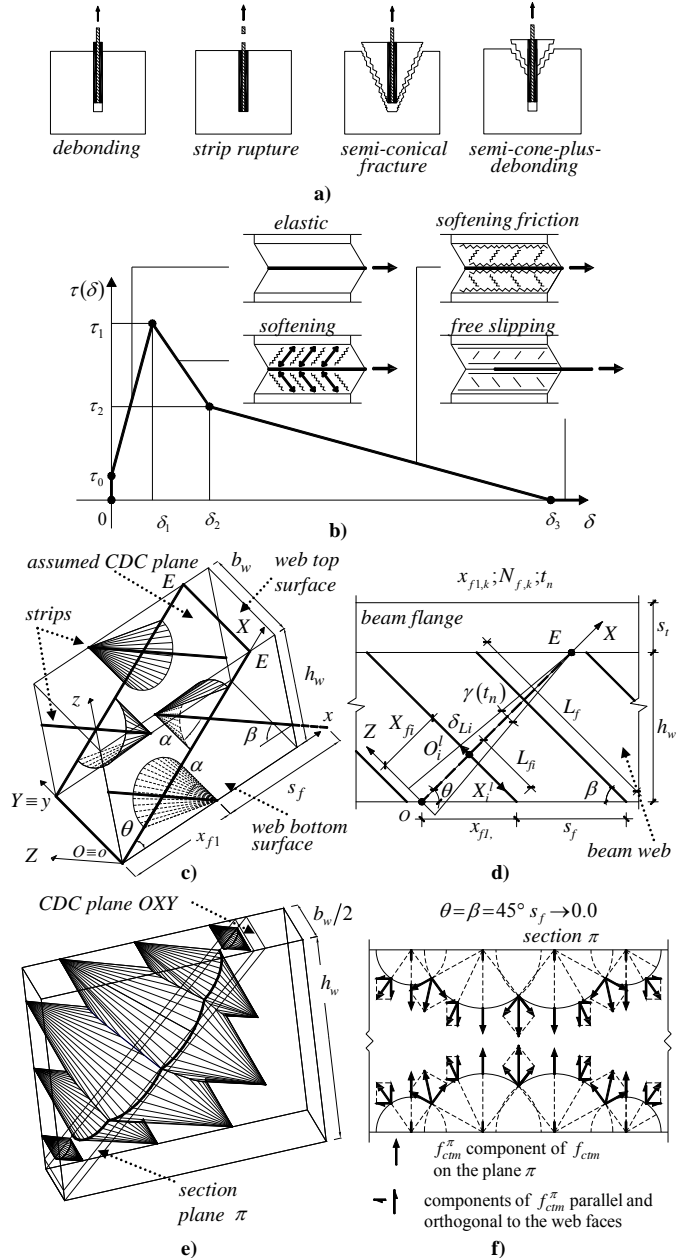 debonding
strip rupture
semi-conical
fracture
semi-cone-plus-
debonding
a)
elastic
softening friction
τ(δ)
τ1
softening
free slipping
τ2
τ0
0
δ1
δ2
δ3
δ
b)
assumed CDC plane
bw
web top
surface
E
strips
X
E
hw
z
x
β
α
α
sf
Y≡y
θ
xf1
web bottom
surface
Z
O≡o
c)
xf1,k;Nf,k;tn
beam flange
E
X
st
γ(tn)
Lf
Z
Xfi
δLi
Oil
Lfi
hw
Xil
θ
β
o
xf1,
sf
beam web
d)
CDC plane OXY
bw/2
hw
section
plane π
e)
θ=β=45° sf→0.0
section π
fctmπ component of fctm
on the plane π
components of fctmπ parallel and
orthogonal to the web faces
f)